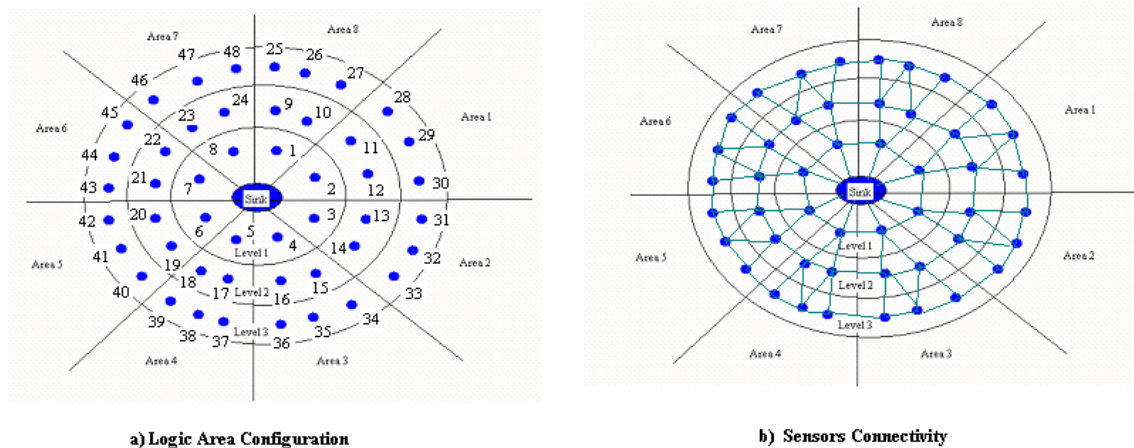 Area 7
Area 8
48
25
26
47
46
27
45
24
9
10
28
23
29
Area 6
22
11
Area 1
44
8
1
21
7
12
43
2
30
Sink
42
20
3
13
31
6
5
4
14
41
32
Area 5
Level 1
Area 2
19
40
18
17
Level 2
16
15
33
39
38
37
Level 3
36
35
34
Area 4
Area 3
a) Logic Area Configuration
Area 7
Area 8
Area 6
Area 1
Sink
Level 1
Area 5
Area 2
Level 2
Level 3
Area 4
Area 3
b) Sensors Connectivity